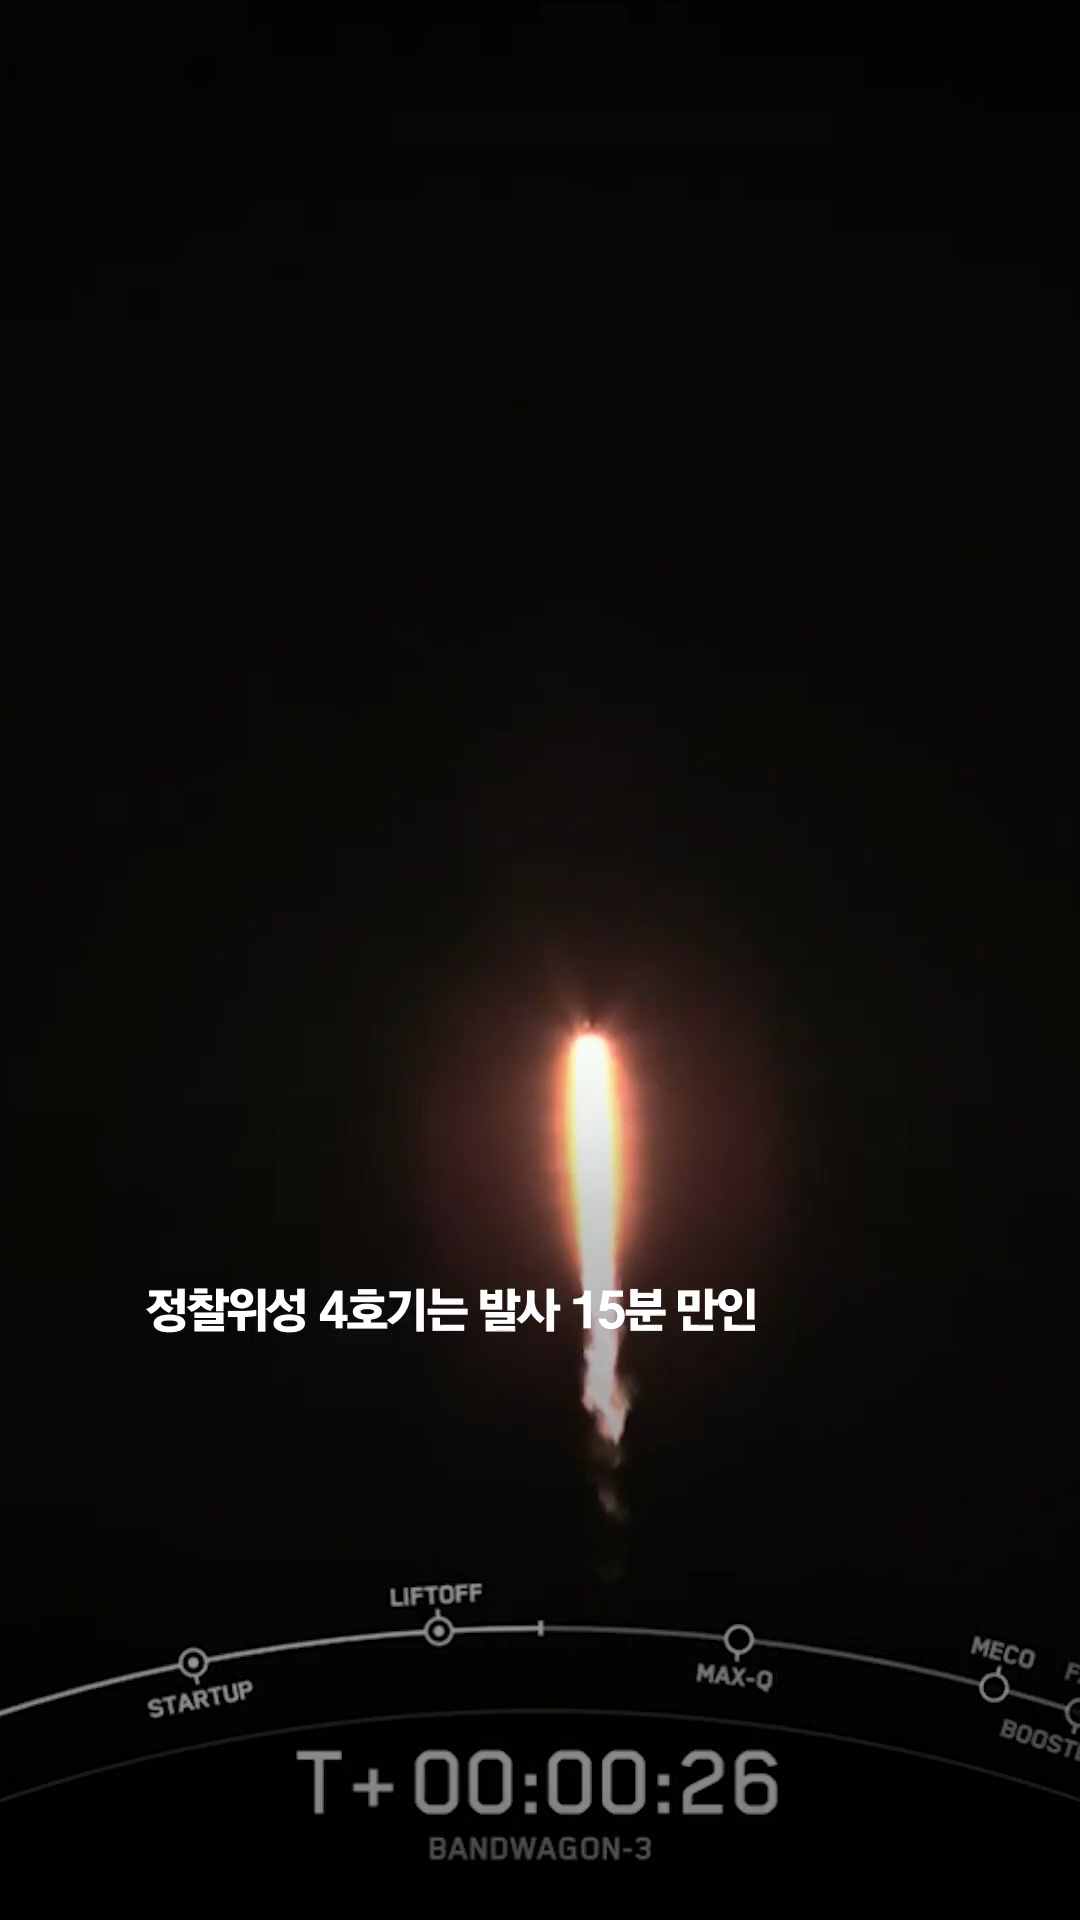 정찰위성 4호기는 발사 15분 만인
LIFTOFF
STARTUP
MAX-Q
MECO
T+ 00:00:26
BANDWAGON-3